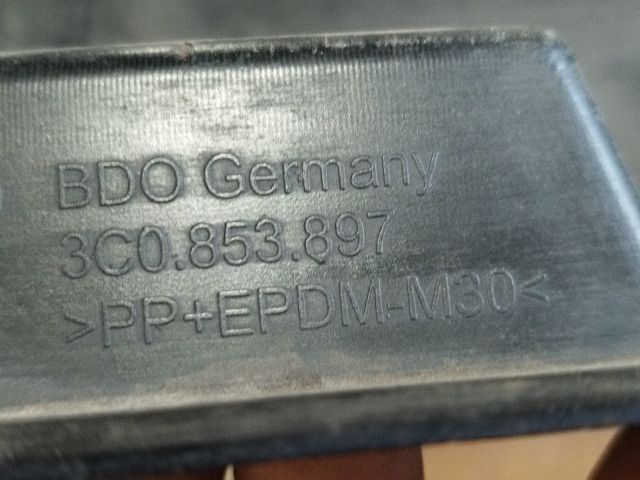 BDO Germany
3C0.853.897
>PP+EPDM-M30<